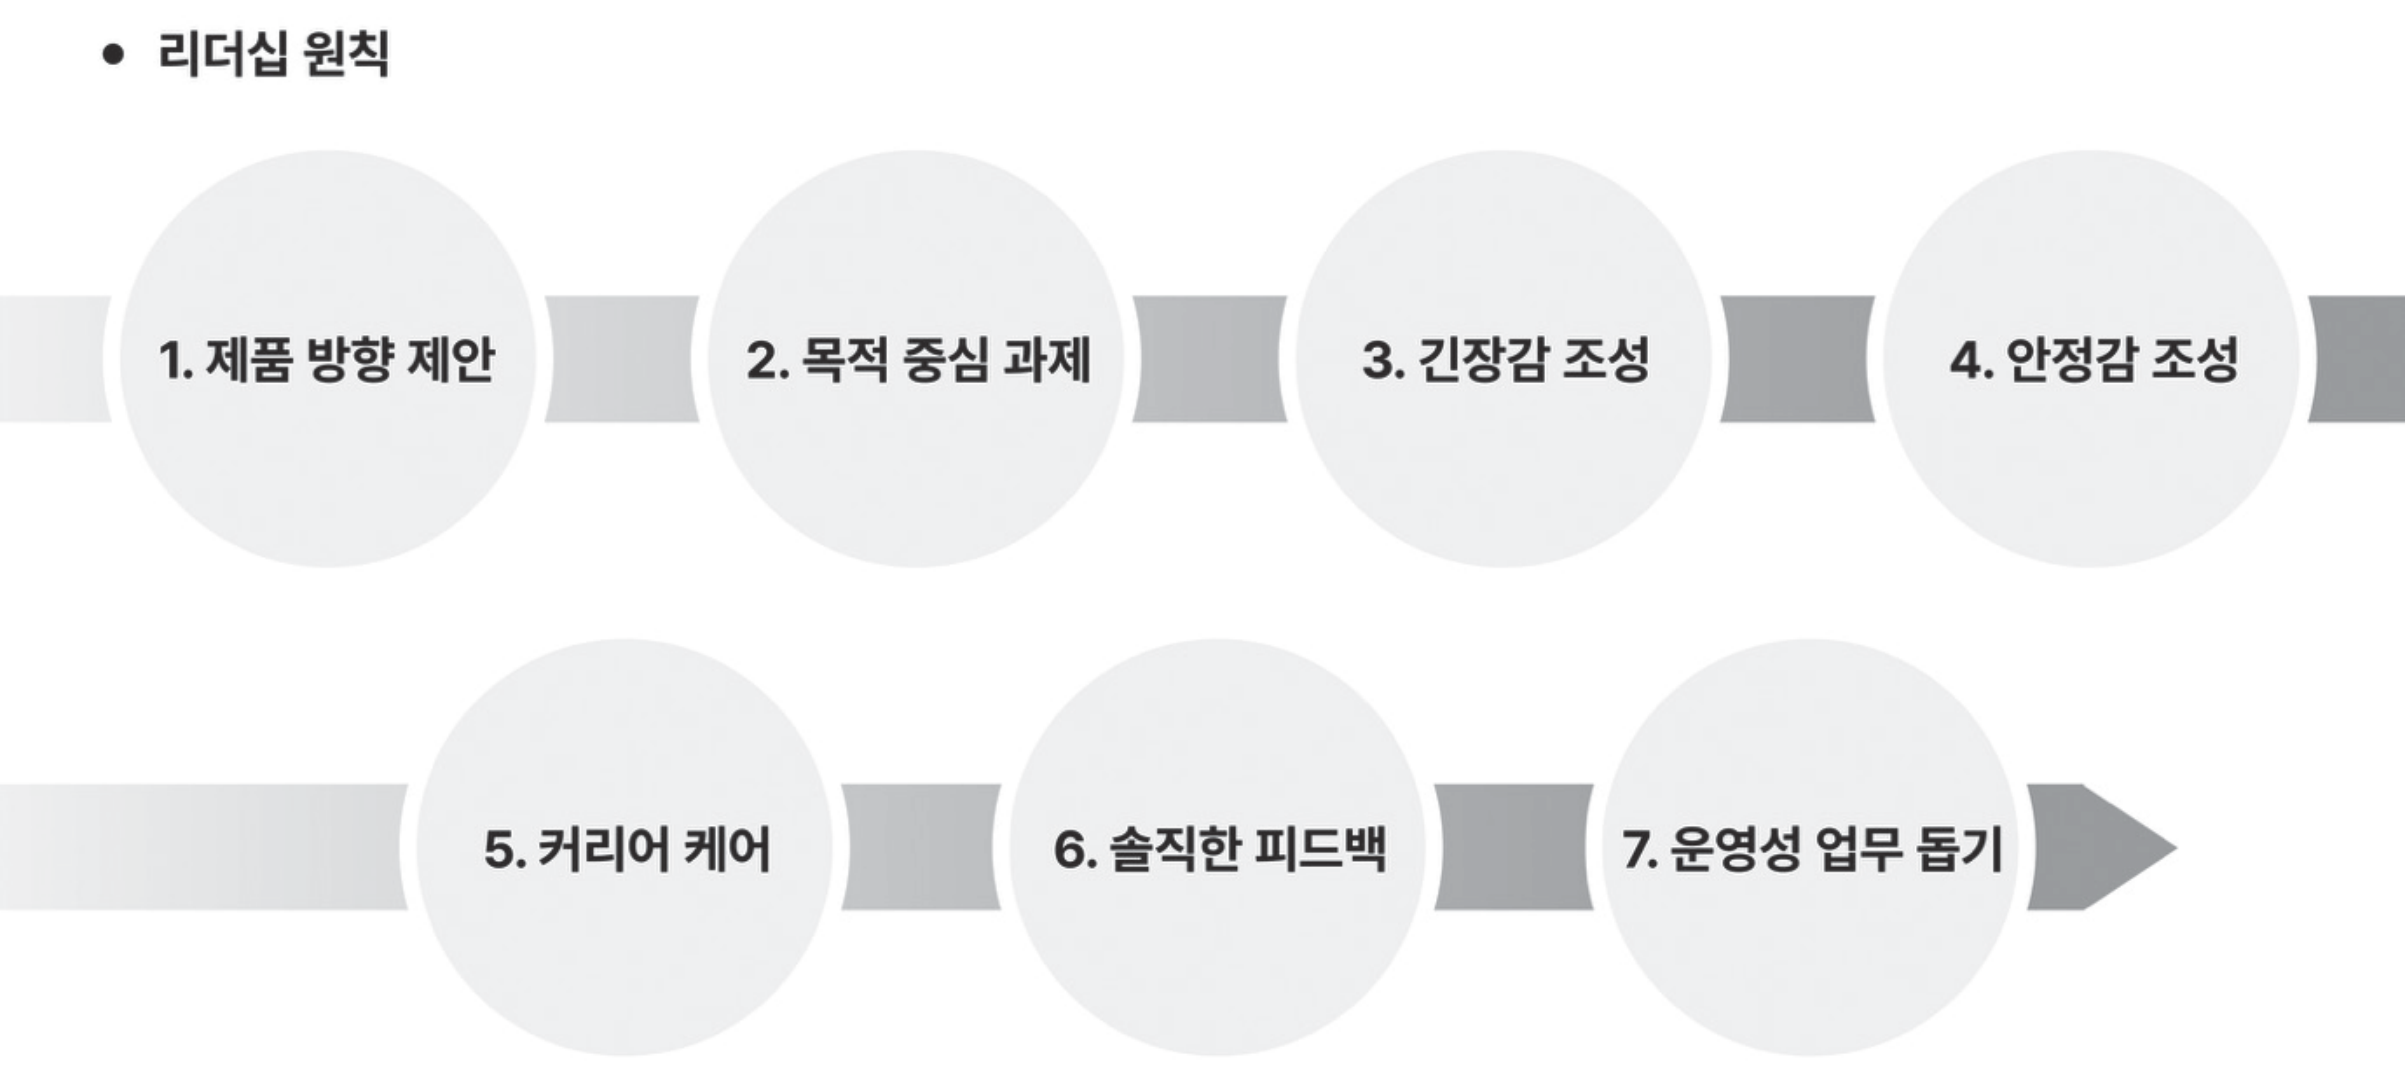 • 리더십 원칙
1. 제품 방향 제안
2. 목적 중심 과제
3. 긴장감 조성
4. 안정감 조성
5. 커리어 케어
6. 솔직한 피드백
7. 운영성 업무 돕기